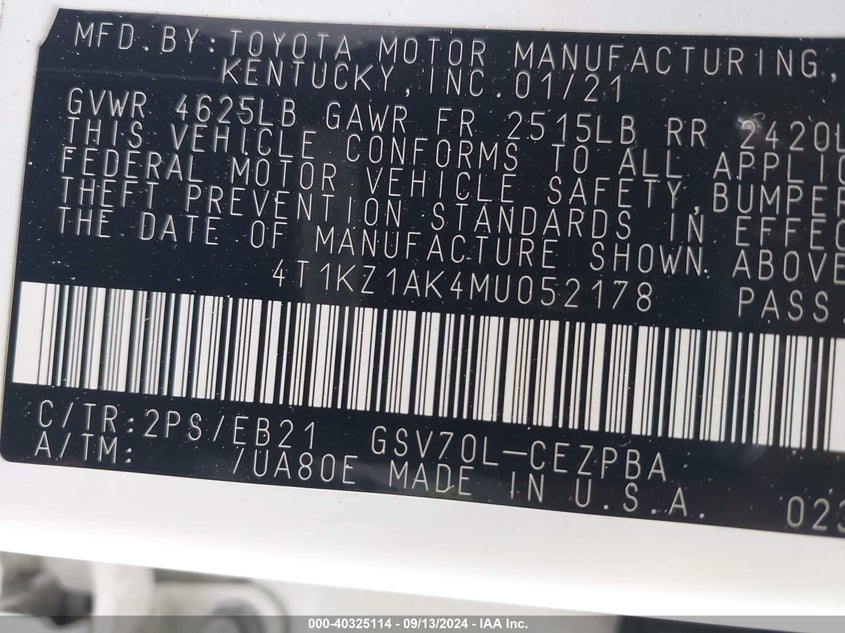 MFD. BY: TOYOTA MOTOR MANUFACTURING,
KENTUCKY, INC. 01/21
GVWR 4625LB GAWR FR 2515LB RR 2420L
THIS VEHICLE CONFORMS TO ALL APPLIC
FEDERAL MOTOR VEHICLE SAFETY, BUMPER
THEFT PREVENTION STANDARDS IN EFFEC
THE DATE OF MANUFACTURE SHOWN ABOVE
4T1KZ1AK4MU052178 PASS.
C/TR: 2PS/EB21 GSV70L-CEZPBA
A/TM: /UA80E MADE IN U.S.A. 023
000-40325114 - 09/13/2024 - IAA Inc.